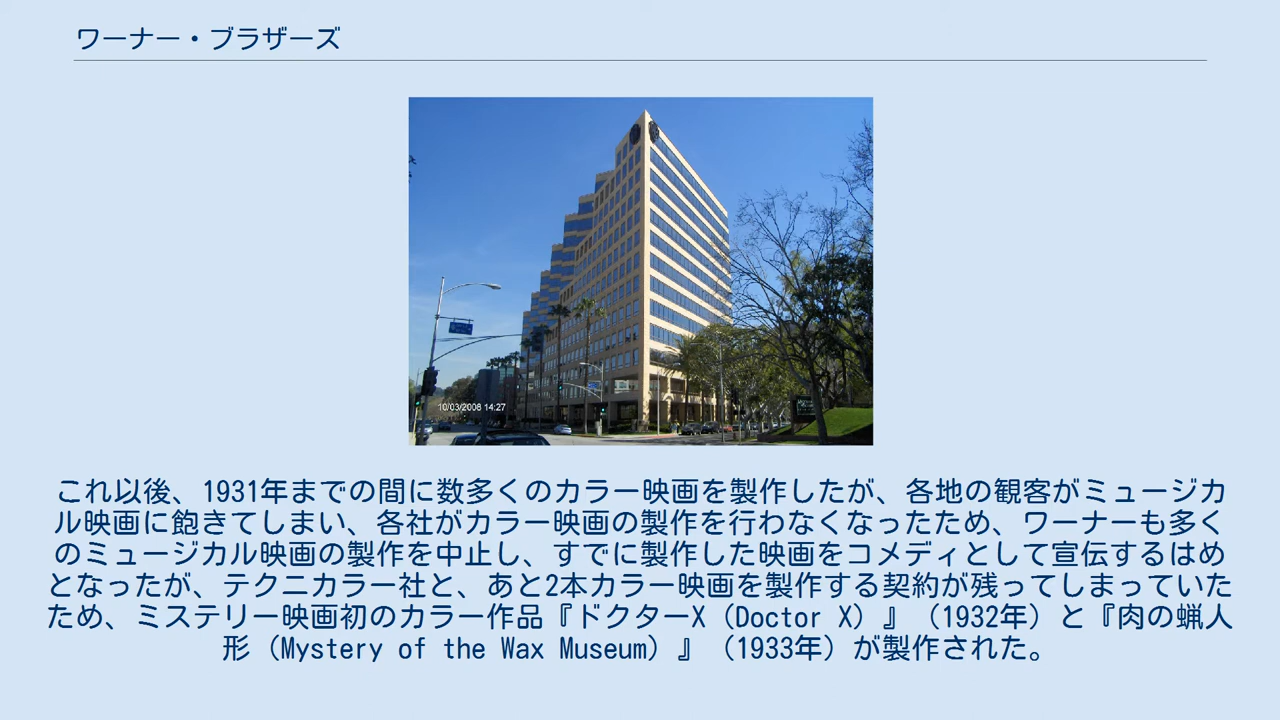 ワーナー・ブラザーズ
10/03/2008 14:27
これ以後、1931年までの間に数多くのカラー映画を製作したが、各地の観客がミュージカ
ル映画に飽きてしまい、各社がカラー映画の製作を行わなくなったため、ワーナーも多く
のミュージカル映画の製作を中止し、すでに製作した映画をコメディとして宣伝するはめ
となったが、テクニカラー社と、あと2本カラー映画を製作する契約が残ってしまっていた
ため、ミステリー映画初のカラー作品『ドクターX（Doctor X）』（1932年）と『肉の蝋人
形（Mystery of the Wax Museum）』（1933年）が製作された。